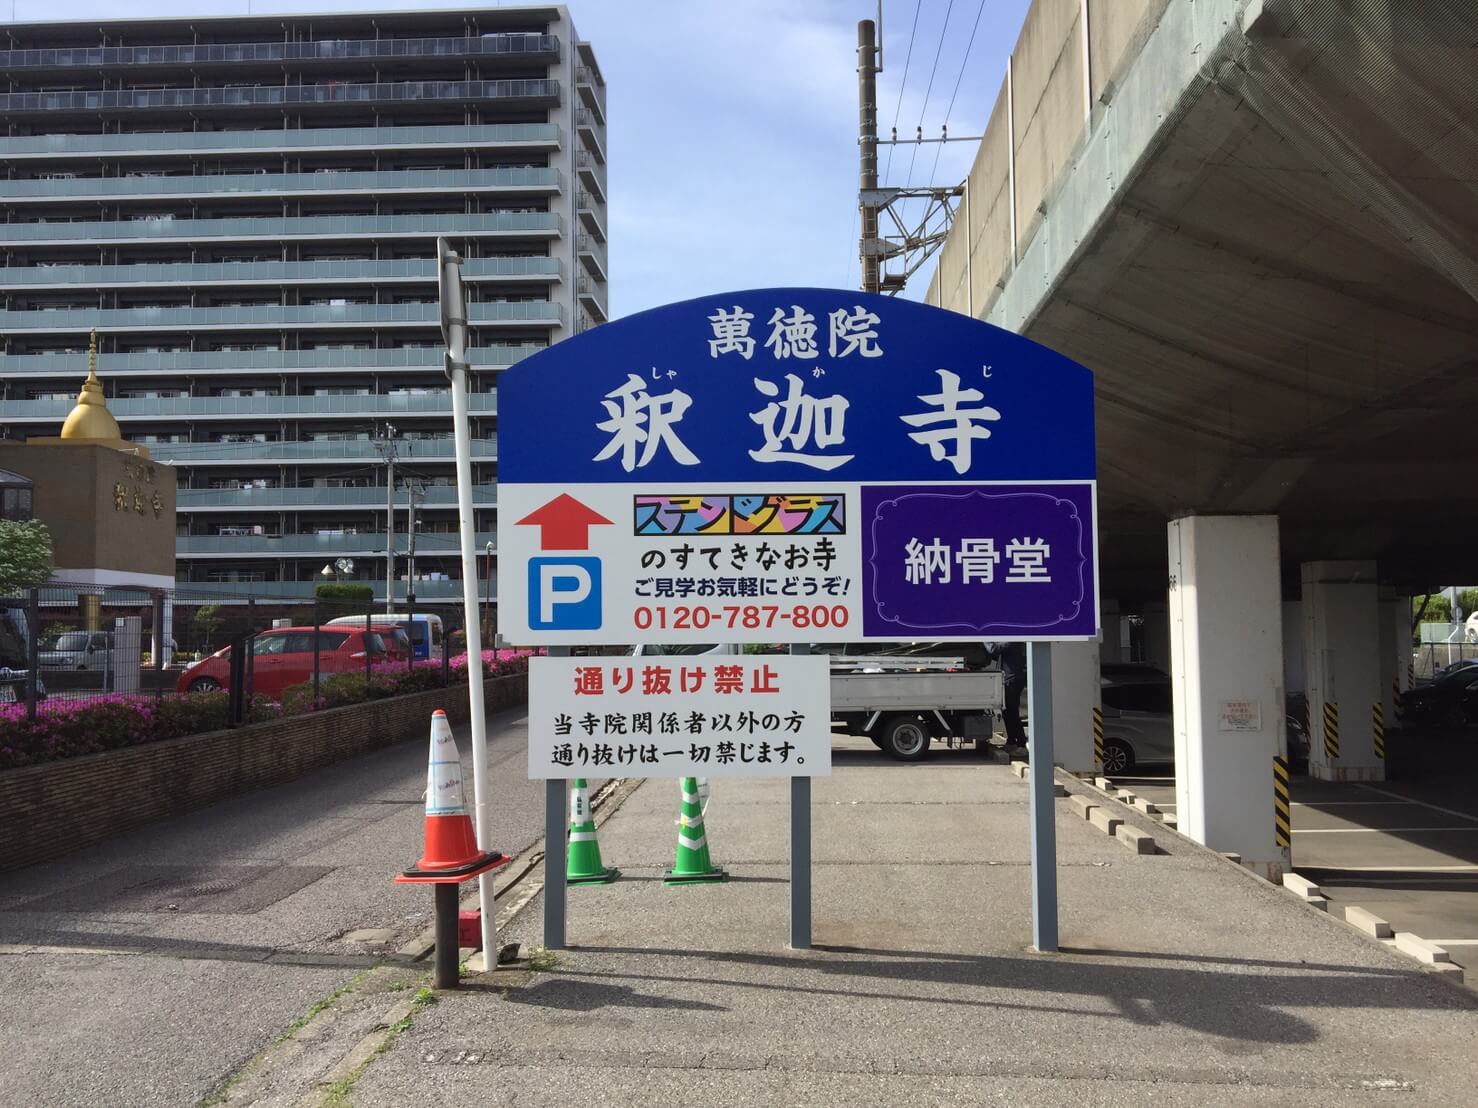 萬徳院
しゃ か じ
釈迦寺
P
ステンドグラス
のすてきなお寺
ご見学お気軽にどうぞ!
0120-787-800
納骨堂
通り抜け禁止
当寺院関係者以外の方
通り抜けは一切禁じます。
釈迦寺